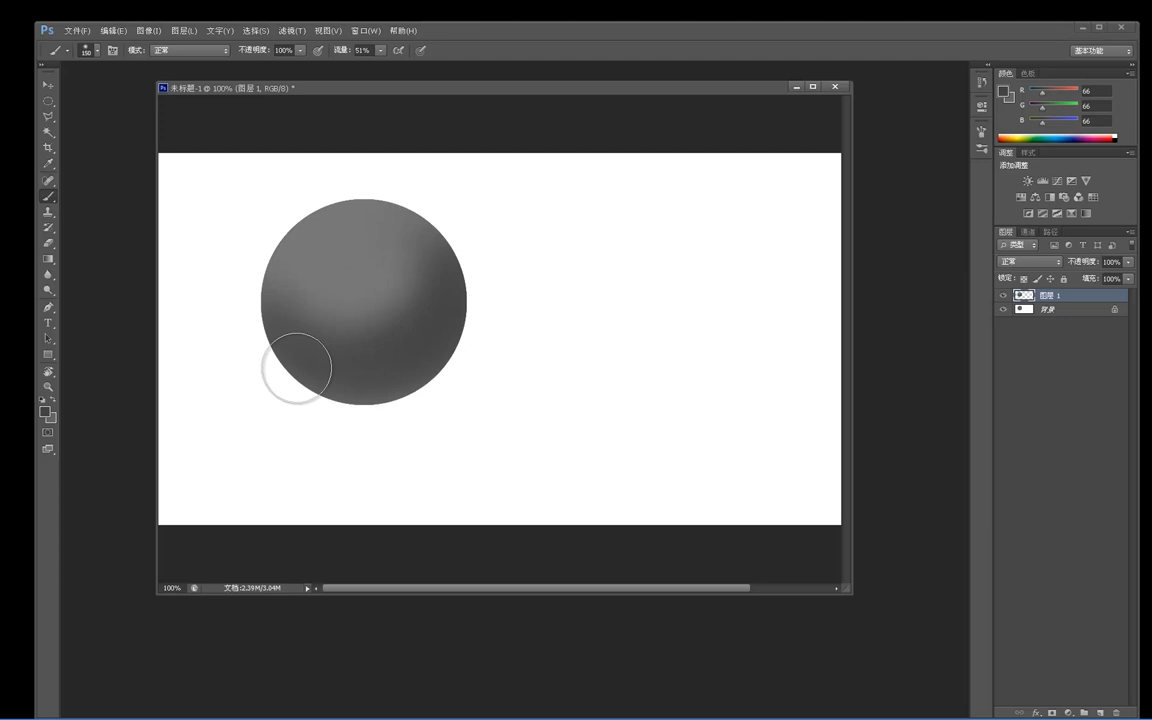 Ps 文件(F) 编辑(E) 图像(I) 图层(L) 文字(Y) 选择(S) 滤镜(T) 视图(V) 窗口(W) 帮助(H)
150 模式: 正常 不透明度: 100% 流量: 51% 基本功能
颜色 色板
Ps 未标题-1 @ 100% (图层 1, RGB/8) *
R 66
G 66
B 66
调整 样式
添加调整
图层 通道 路径
类型
正常 不透明度: 100%
锁定: 填充: 100%
图层 1
背景
100% 文档:2.39M/3.04M